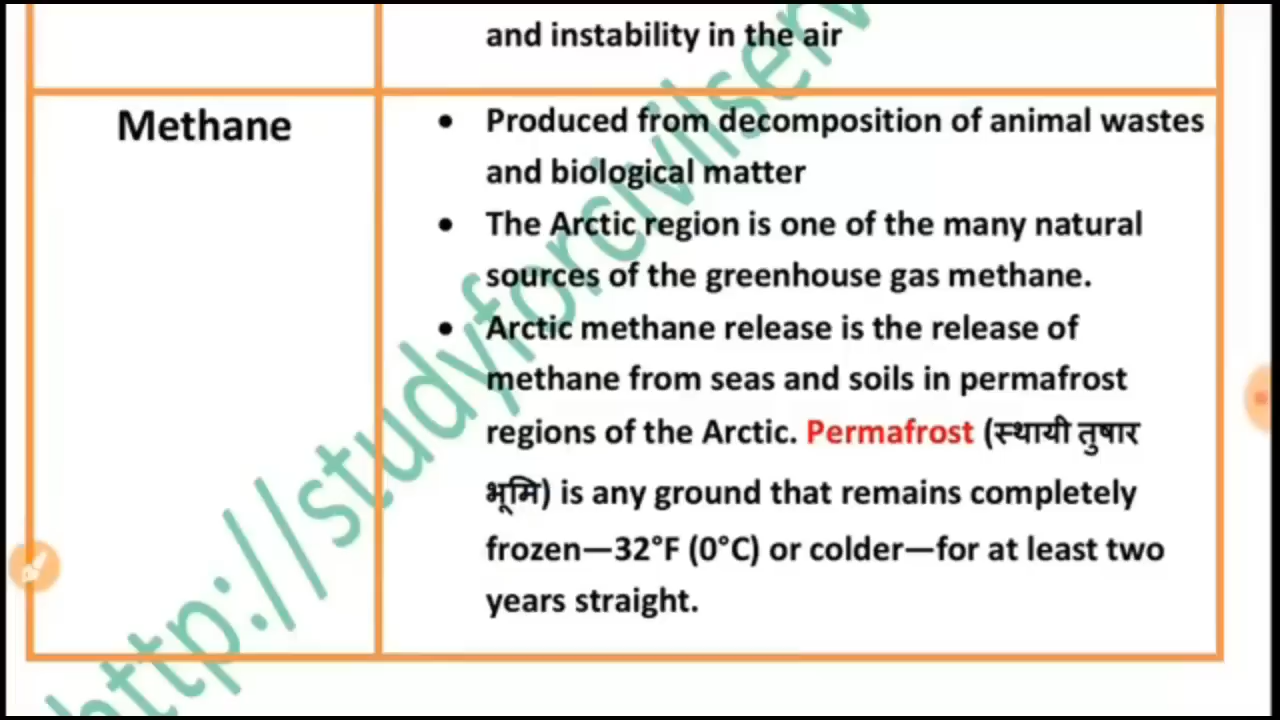 and instability in the air
Methane
• Produced from decomposition of animal wastes
and biological matter
• The Arctic region is one of the many natural
sources of the greenhouse gas methane.
• Arctic methane release is the release of
methane from seas and soils in permafrost
regions of the Arctic. Permafrost (स्थायी तुषार
भूमि) is any ground that remains completely
frozen—32°F (0°C) or colder—for at least two
years straight.
http://studyforcivilserv